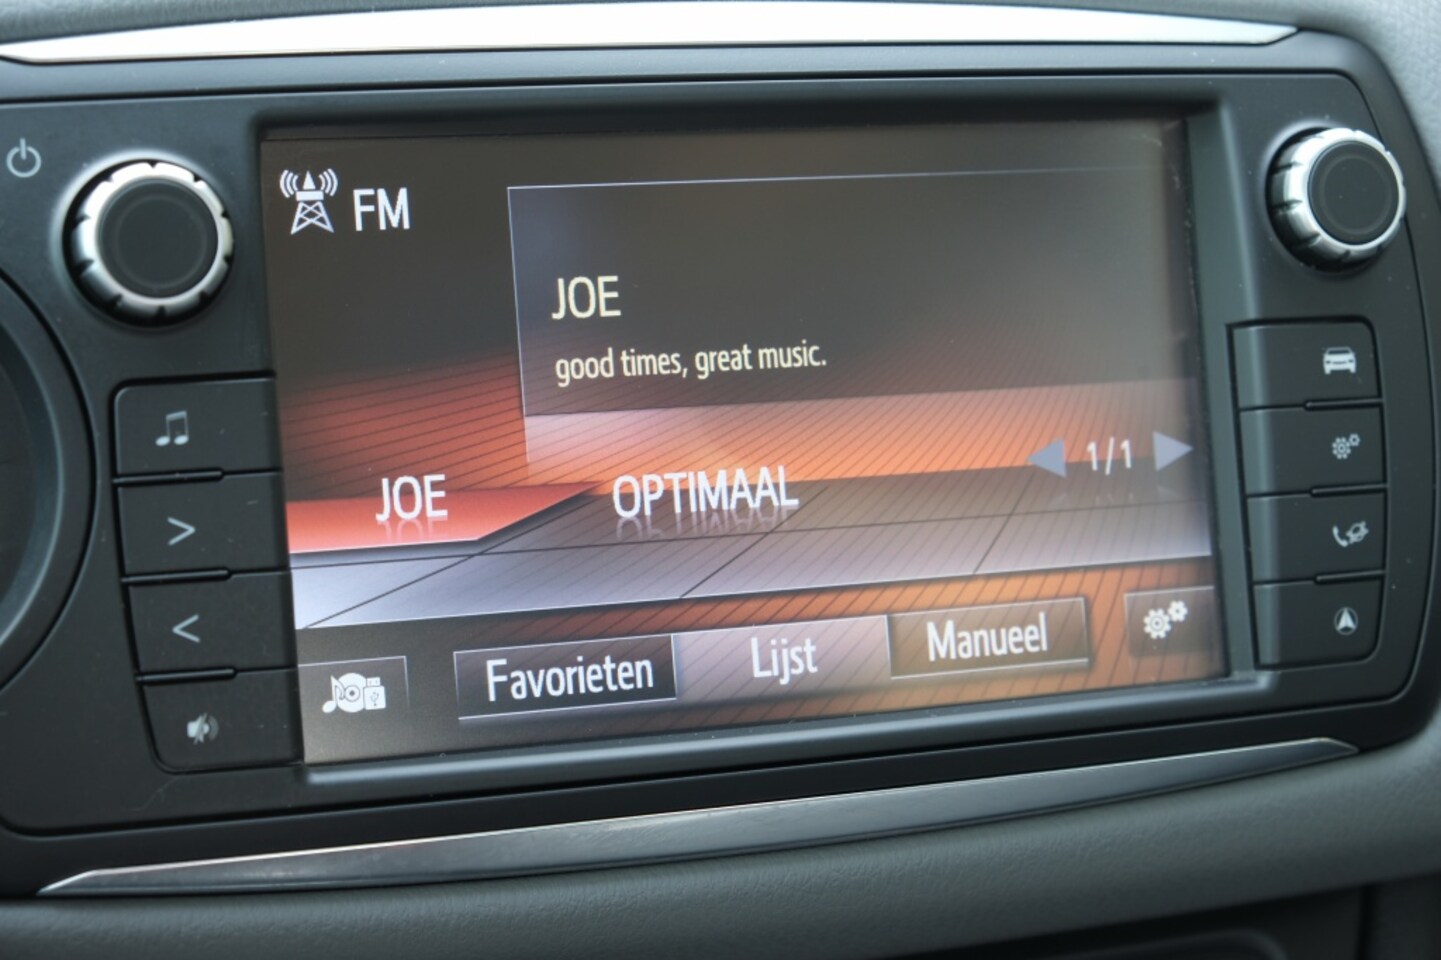 FM
JOE
good times, great music.
JOE OPTIMAAL 1/1
Favorieten Lijst Manueel